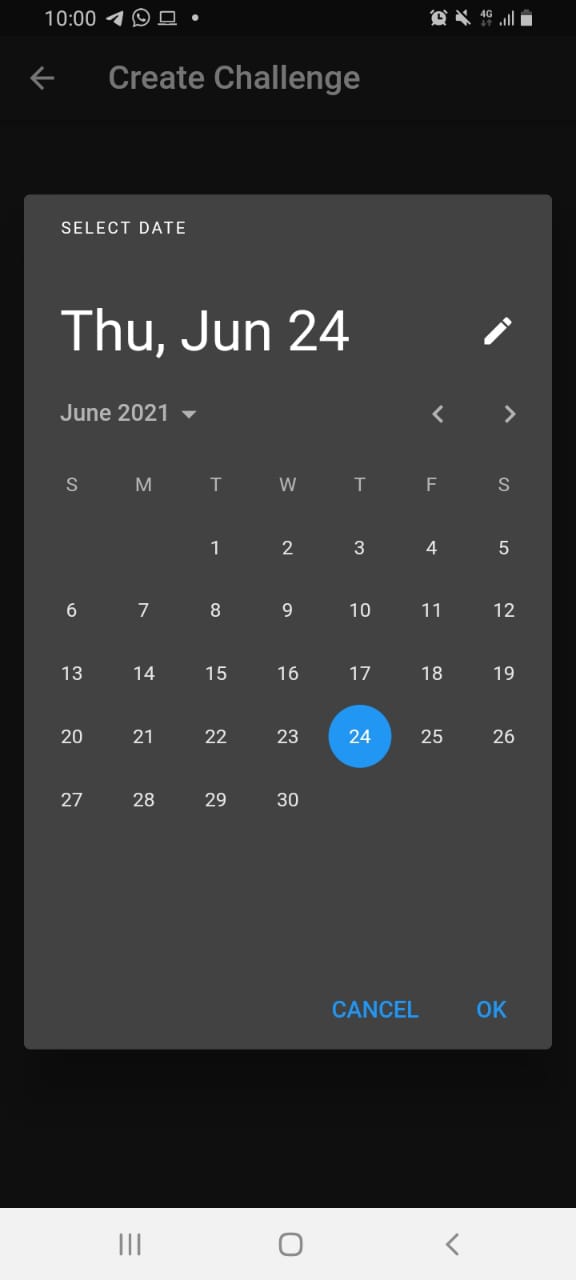 10:00 4G
Create Challenge
SELECT DATE
Thu, Jun 24
June 2021
S M T W T F S
1 2 3 4 5
6 7 8 9 10 11 12
13 14 15 16 17 18 19
20 21 22 23 24 25 26
27 28 29 30
CANCEL OK